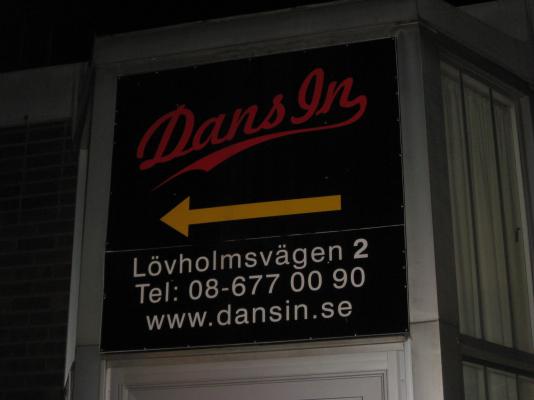 Dans In
Lövholmsvägen 2
Tel: 08-677 00 90
www.dansin.se